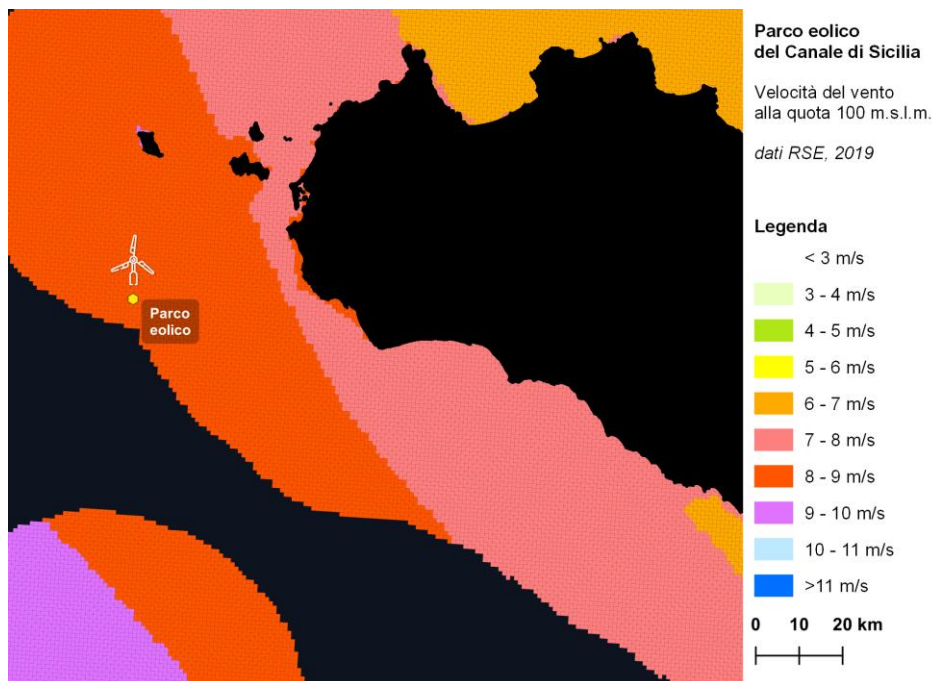 Parco eolico
del Canale di Sicilia
Velocità del vento
alla quota 100 m.s.l.m.
dati RSE, 2019
Legenda
< 3 m/s
3 - 4 m/s
4 - 5 m/s
5 - 6 m/s
6 - 7 m/s
7 - 8 m/s
8 - 9 m/s
9 - 10 m/s
10 - 11 m/s
>11 m/s
0 10 20 km
Parco
eolico